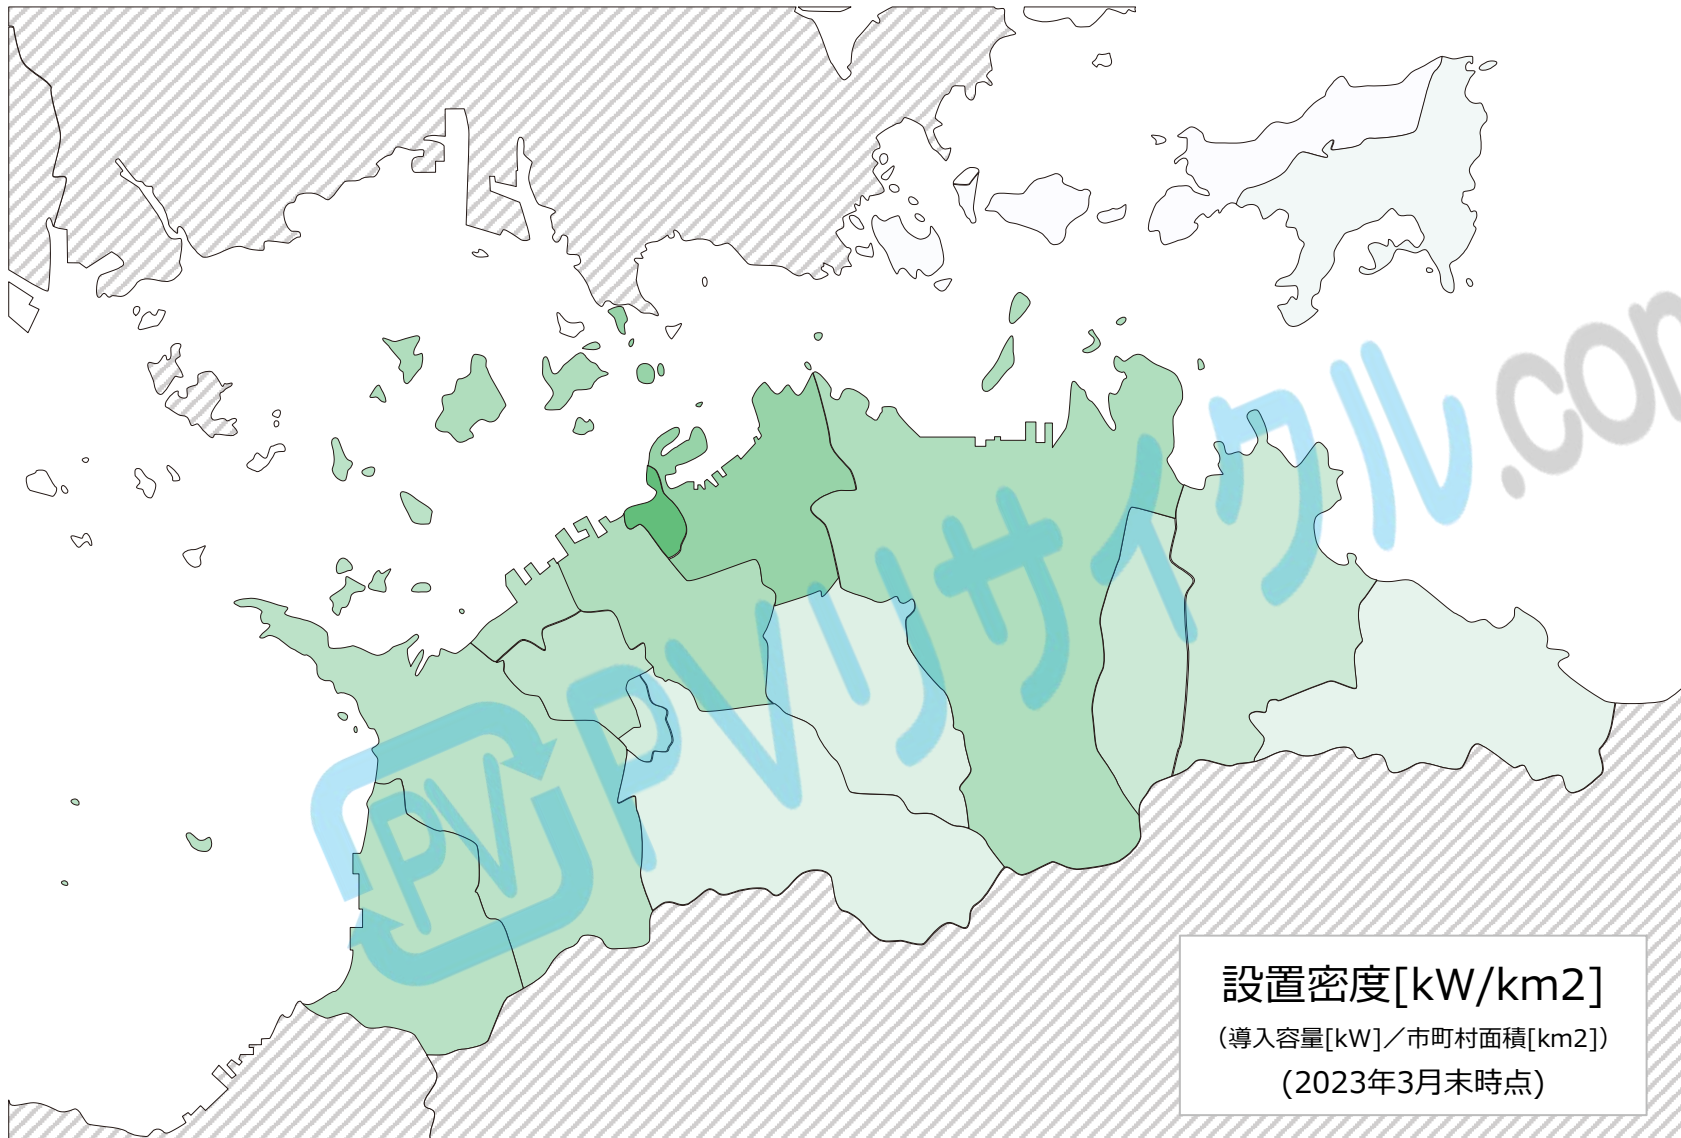 PV PVリサイクル.com
設置密度[kW/km2]
（導入容量[kW]／市町村面積[km2]）
(2023年3月末時点)